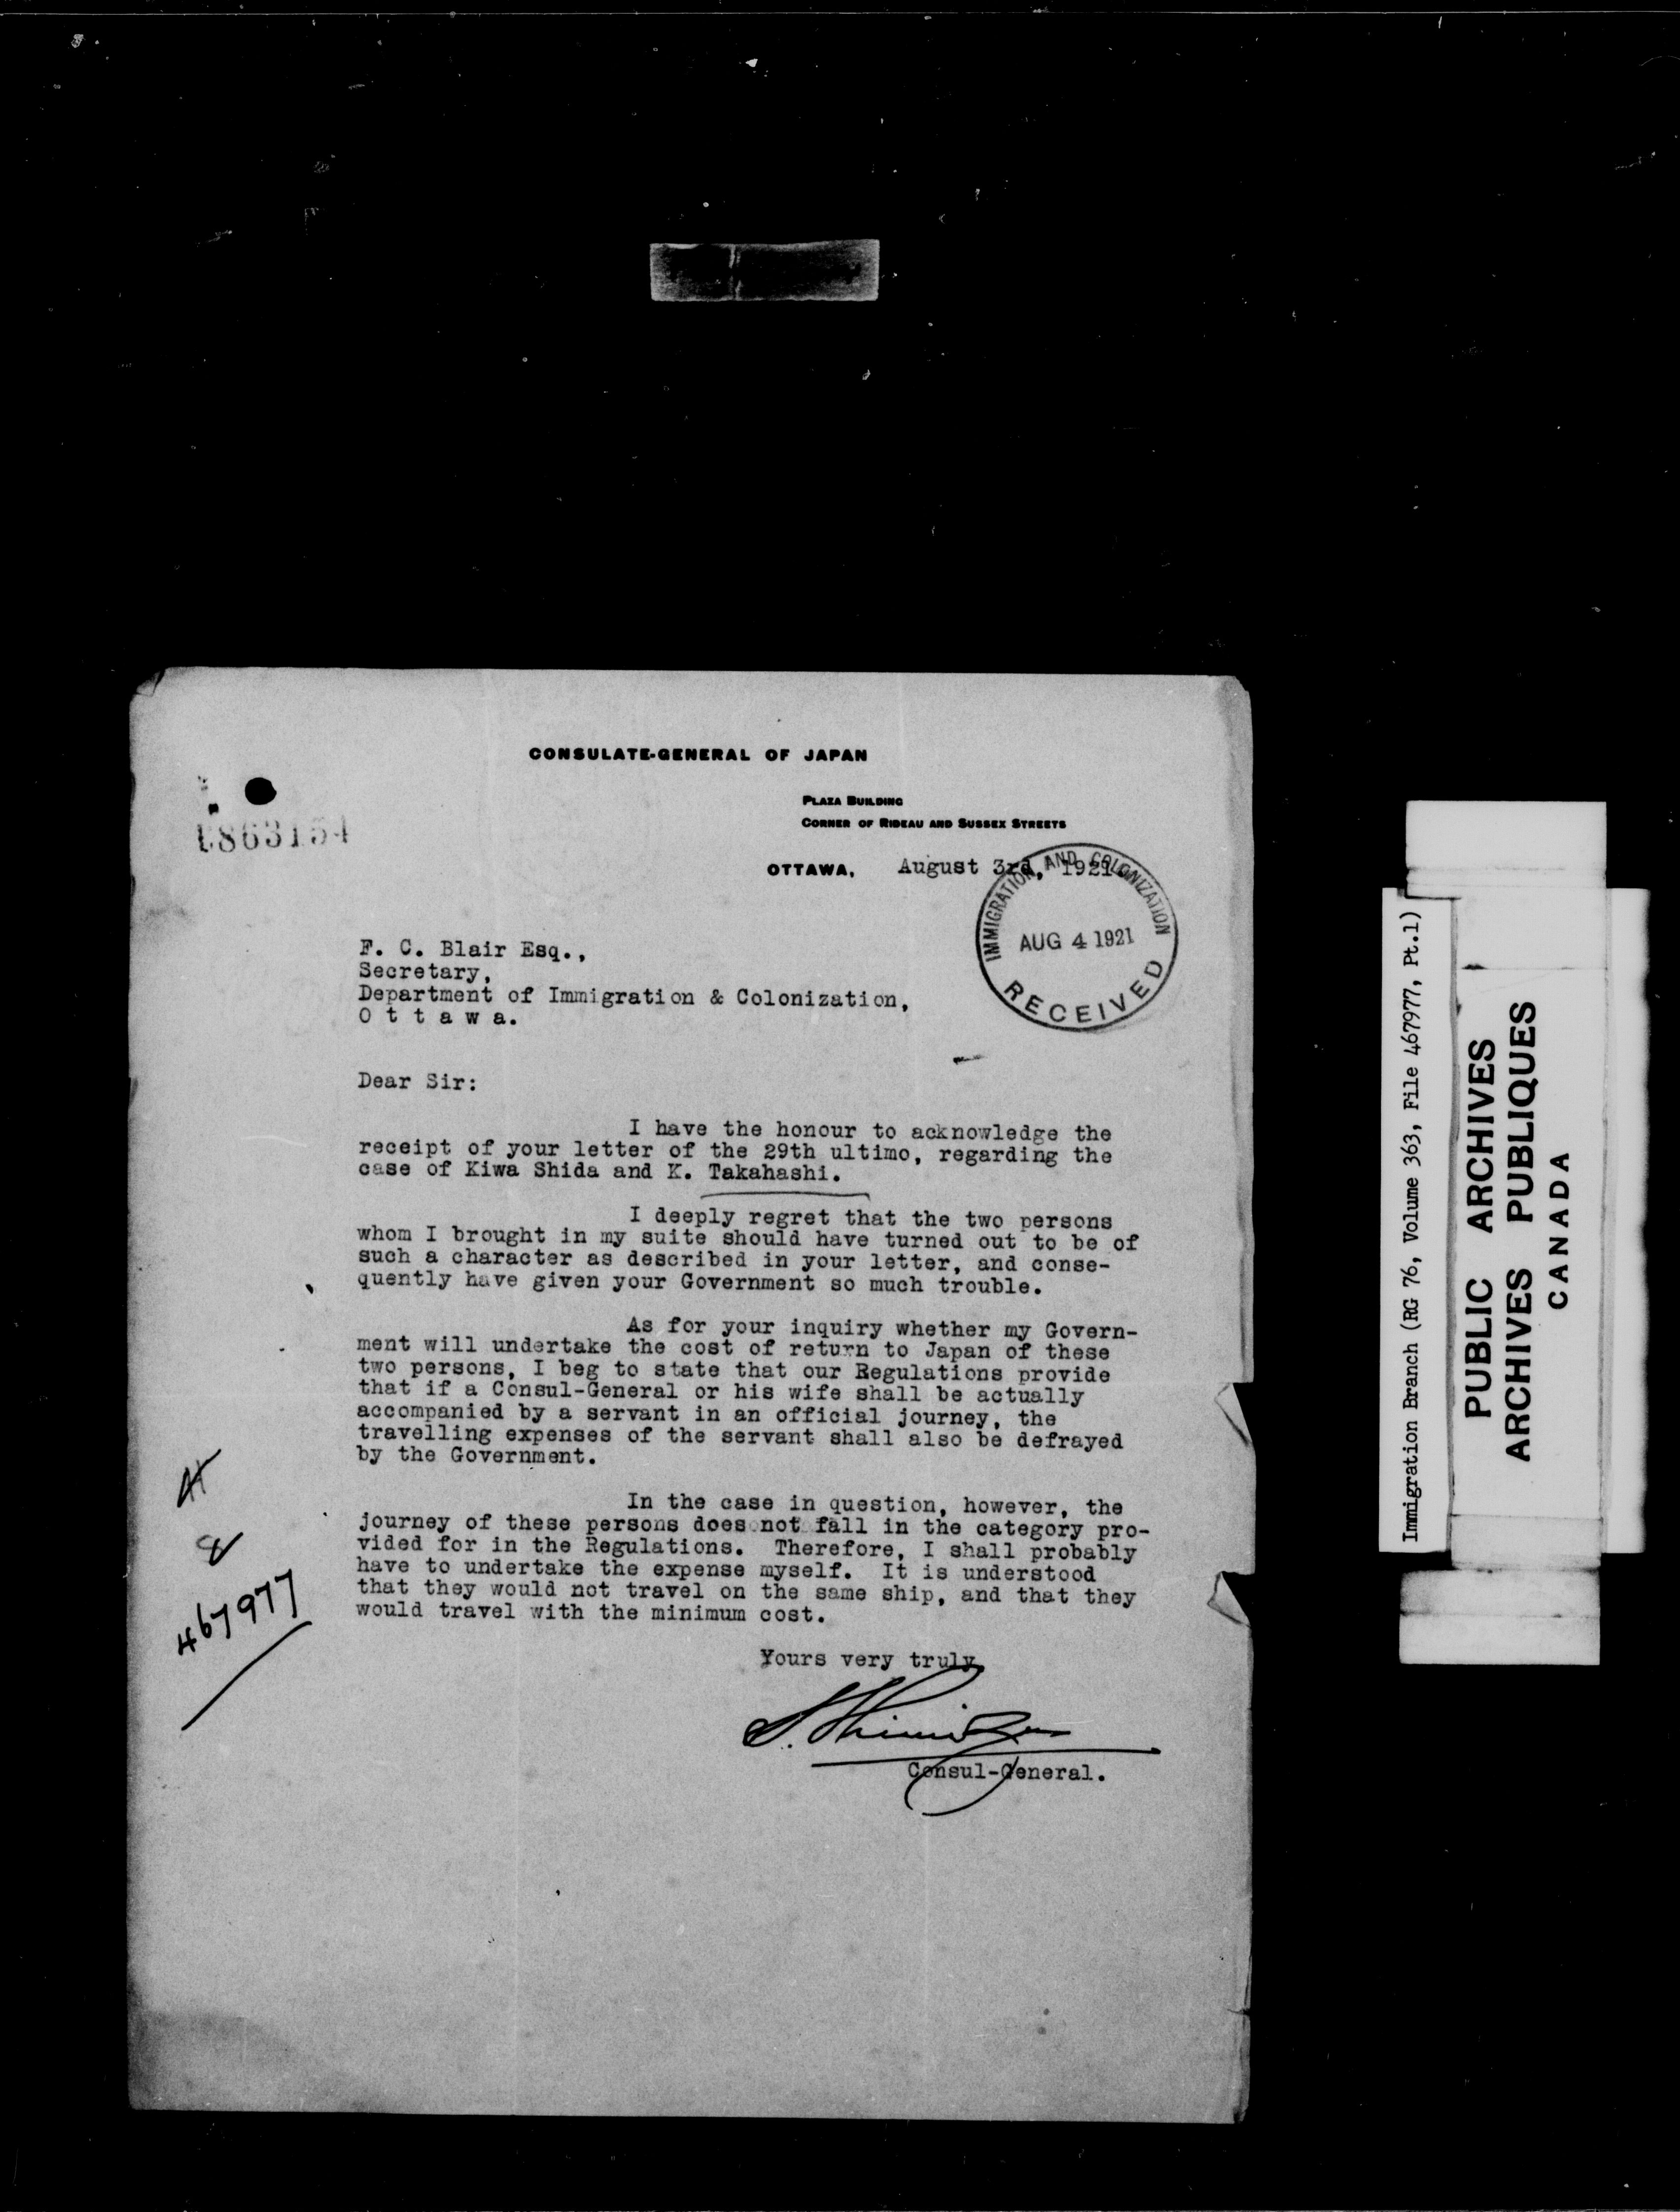 CONSULATE-GENERAL OF JAPAN
PLAZA BUILDING
CORNER OF RIDEAU AND SUSSEX STREETS
OTTAWA, August 3rd, 1921
IMMIGRATION AND COLONIZATION
AUG 4 1921
RECEIVED
863154
F. C. Blair Esq.,
Secretary,
Department of Immigration & Colonization,
O t t a w a.
Dear Sir:
I have the honour to acknowledge the
receipt of your letter of the 29th ultimo, regarding the
case of Kiwa Shida and K. Takahashi.
I deeply regret that the two persons
whom I brought in my suite should have turned out to be of
such a character as described in your letter, and conse-
quently have given your Government so much trouble.
As for your inquiry whether my Govern-
ment will undertake the cost of return to Japan of these
two persons, I beg to state that our Regulations provide
that if a Consul-General or his wife shall be actually
accompanied by a servant in an official journey, the
travelling expenses of the servant shall also be defrayed
by the Government.
In the case in question, however, the
journey of these persons does not fall in the category pro-
vided for in the Regulations. Therefore, I shall probably
have to undertake the expense myself. It is understood
that they would not travel on the same ship, and that they
would travel with the minimum cost.
467977
Yours very truly
S. Shimizu
Consul-General.
Immigration Branch (RG 76, Volume 363, File 467977, Pt.1)
PUBLIC ARCHIVES
ARCHIVES PUBLIQUES
CANADA